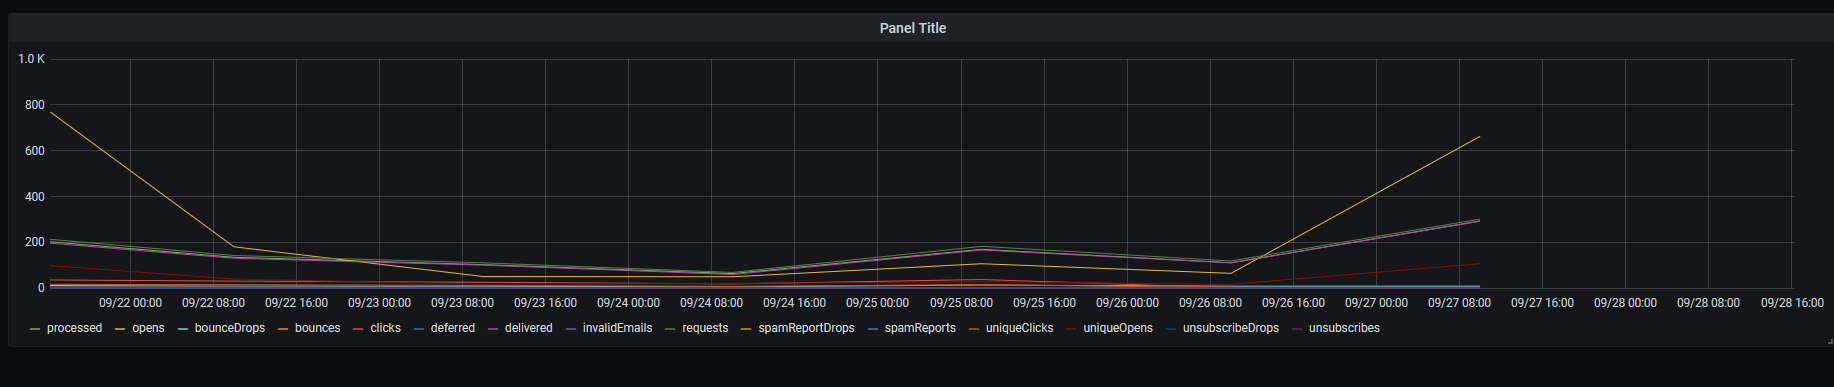 Panel Title
1.0 K
800
600
400
200
0
09/22 00:00 09/22 08:00 09/22 16:00 09/23 00:00 09/23 08:00 09/23 16:00 09/24 00:00 09/24 08:00 09/24 16:00 09/25 00:00 09/25 08:00 09/25 16:00 09/26 00:00 09/26 08:00 09/26 16:00 09/27 00:00 09/27 08:00 09/27 16:00 09/28 00:00 09/28 08:00 09/28 16:00
processed opens bounceDrops bounces clicks deferred delivered invalidEmails requests spamReportDrops spamReports uniqueClicks uniqueOpens unsubscribeDrops unsubscribes